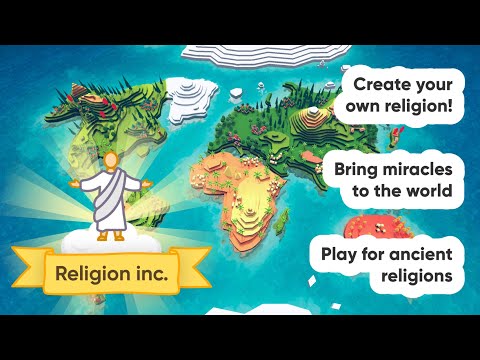 Create your
own religion!
Bring miracles
to the world
Religion inc.
Play for ancient
religions